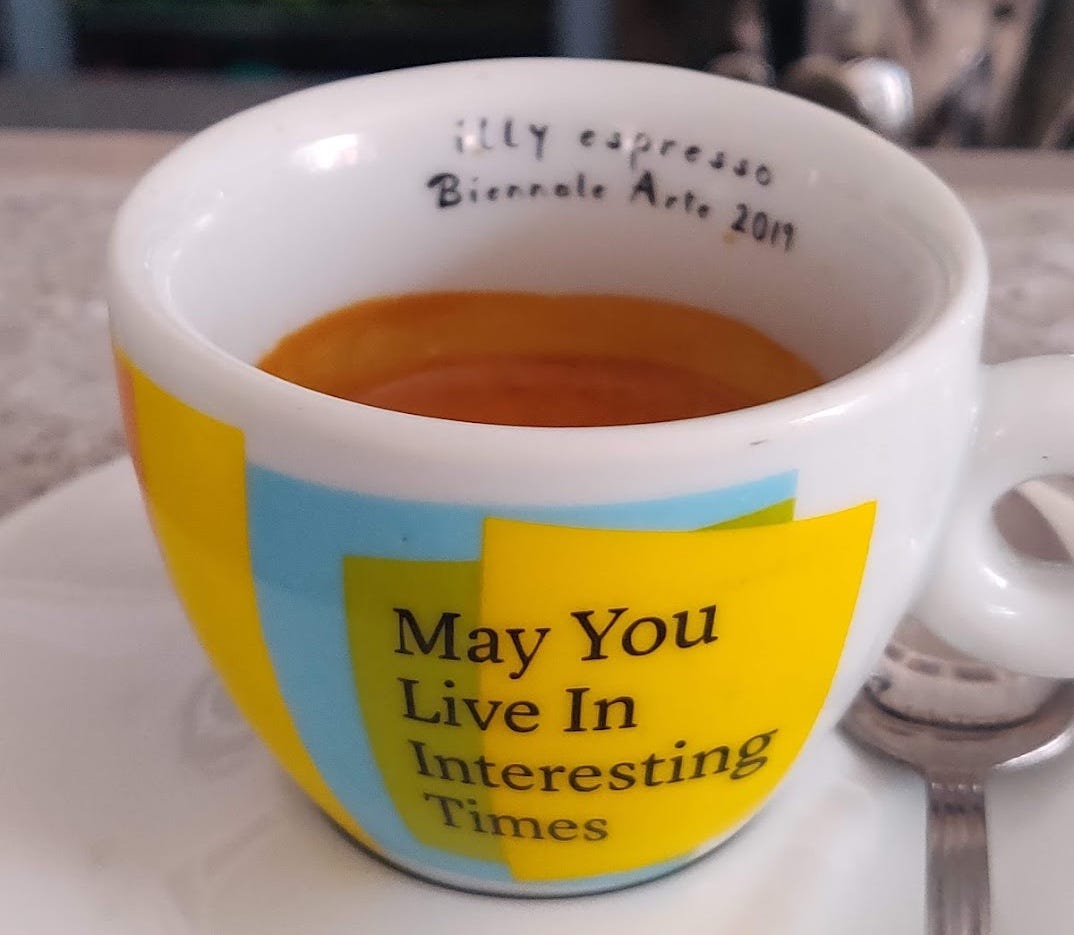 illy espresso
Biennale Arte 2019
May You
Live In
Interesting
Times